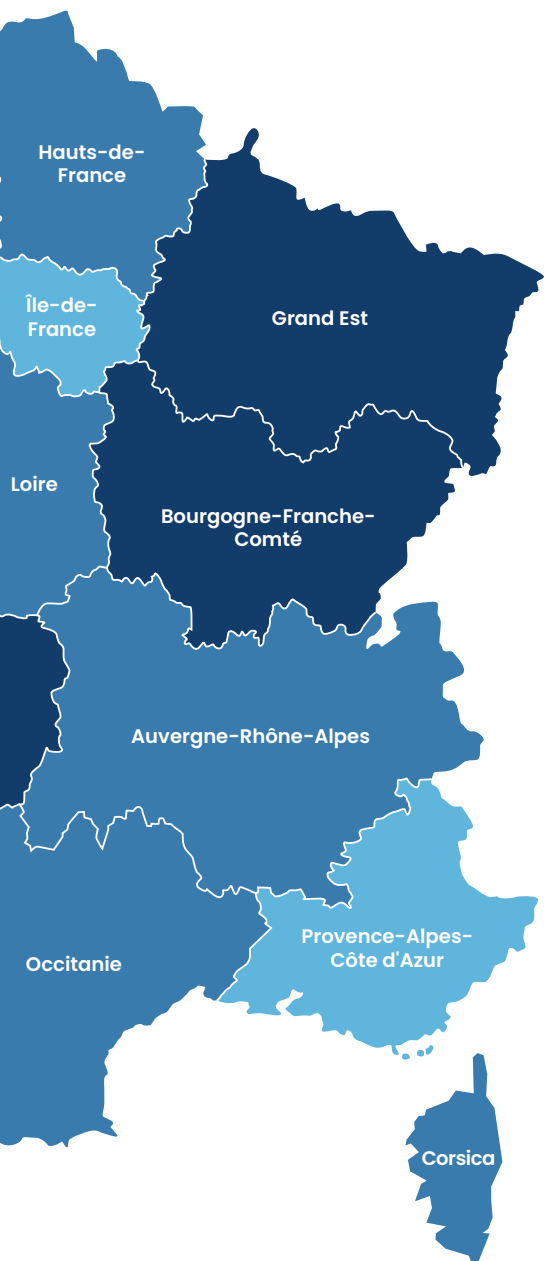 Hauts-de-
France
Île-de-
France
Grand Est
Loire
Bourgogne-Franche-
Comté
Auvergne-Rhône-Alpes
Provence-Alpes-
Côte d'Azur
Occitanie
Corsica